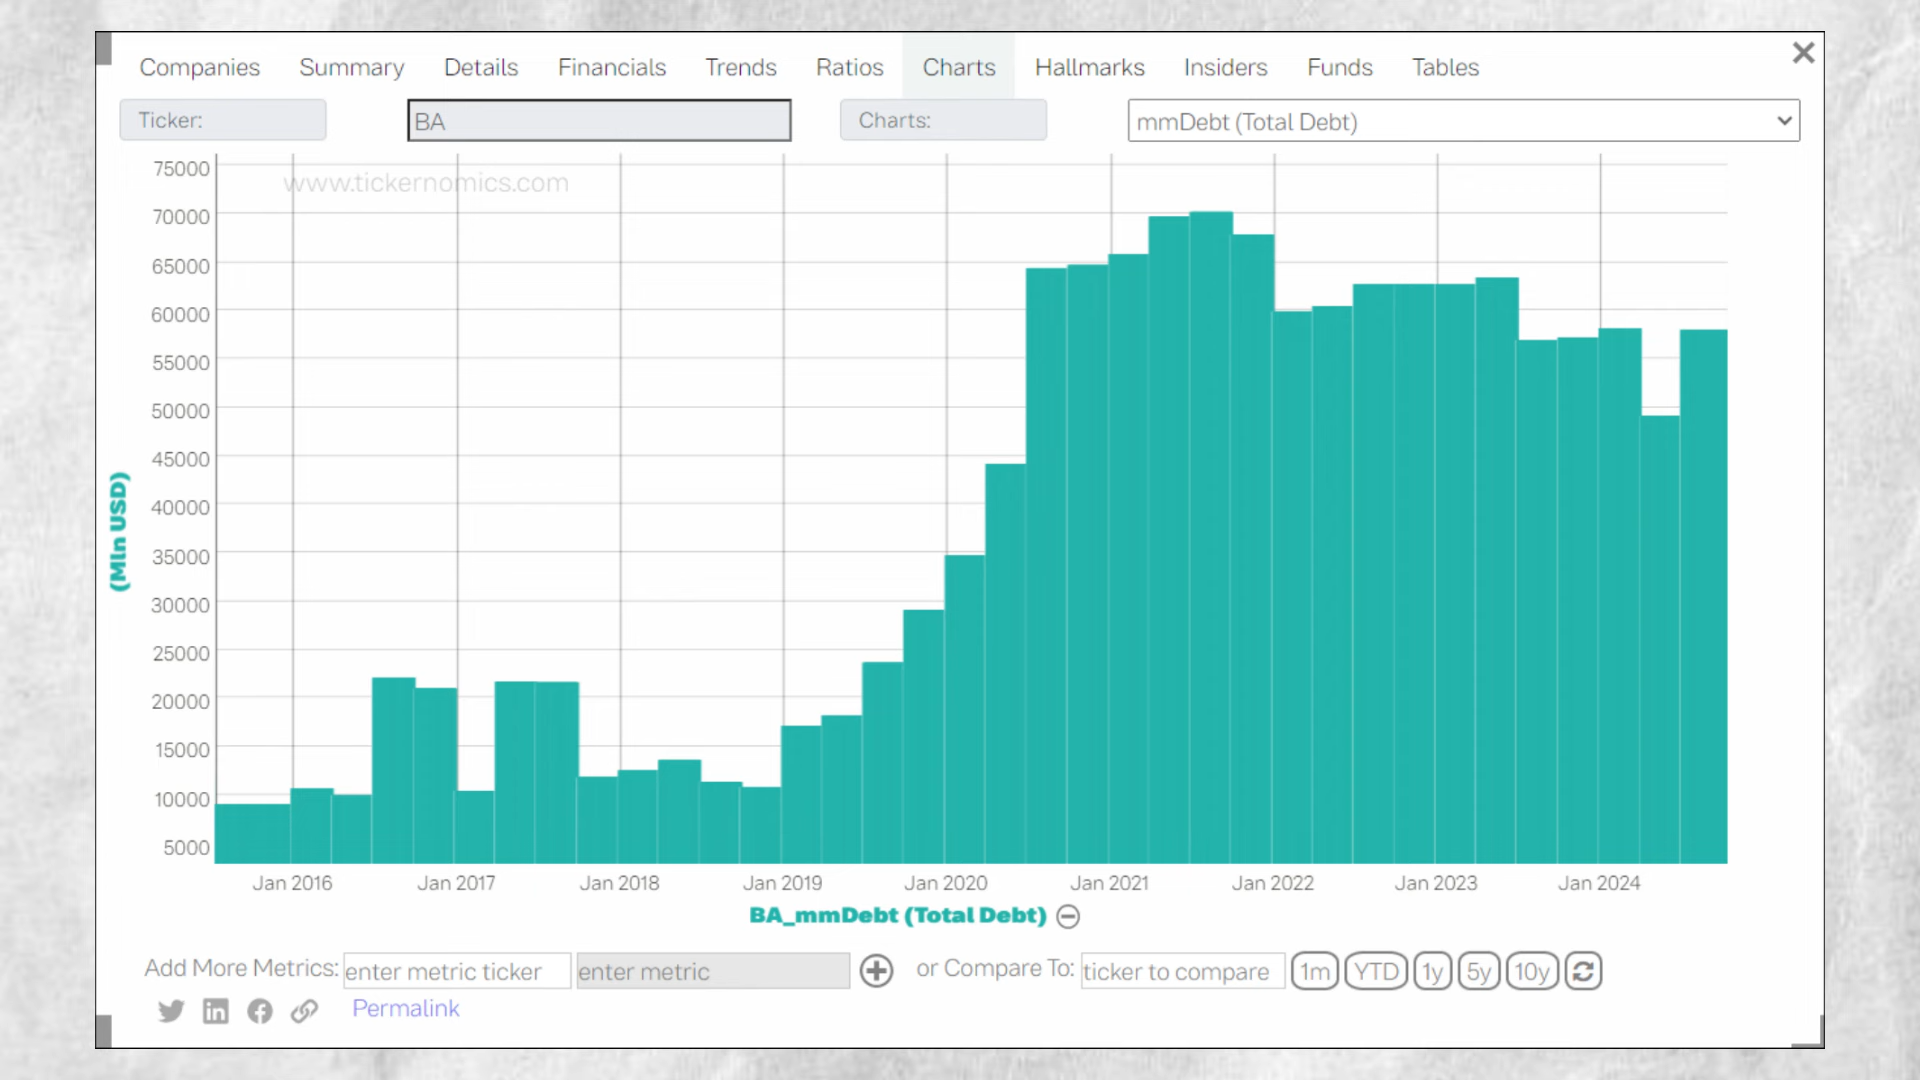 Companies Summary Details Financials Trends Ratios Charts Hallmarks Insiders Funds Tables
Ticker: BA Charts: mmDebt (Total Debt)
www.tickernomics.com
75000
70000
65000
60000
55000
50000
45000
40000
35000
30000
25000
20000
15000
10000
5000
(Mln USD)
Jan 2016 Jan 2017 Jan 2018 Jan 2019 Jan 2020 Jan 2021 Jan 2022 Jan 2023 Jan 2024
BA_mmDebt (Total Debt)
Add More Metrics: enter metric ticker enter metric or Compare To: ticker to compare 1m YTD 1y 5y 10y
Permalink